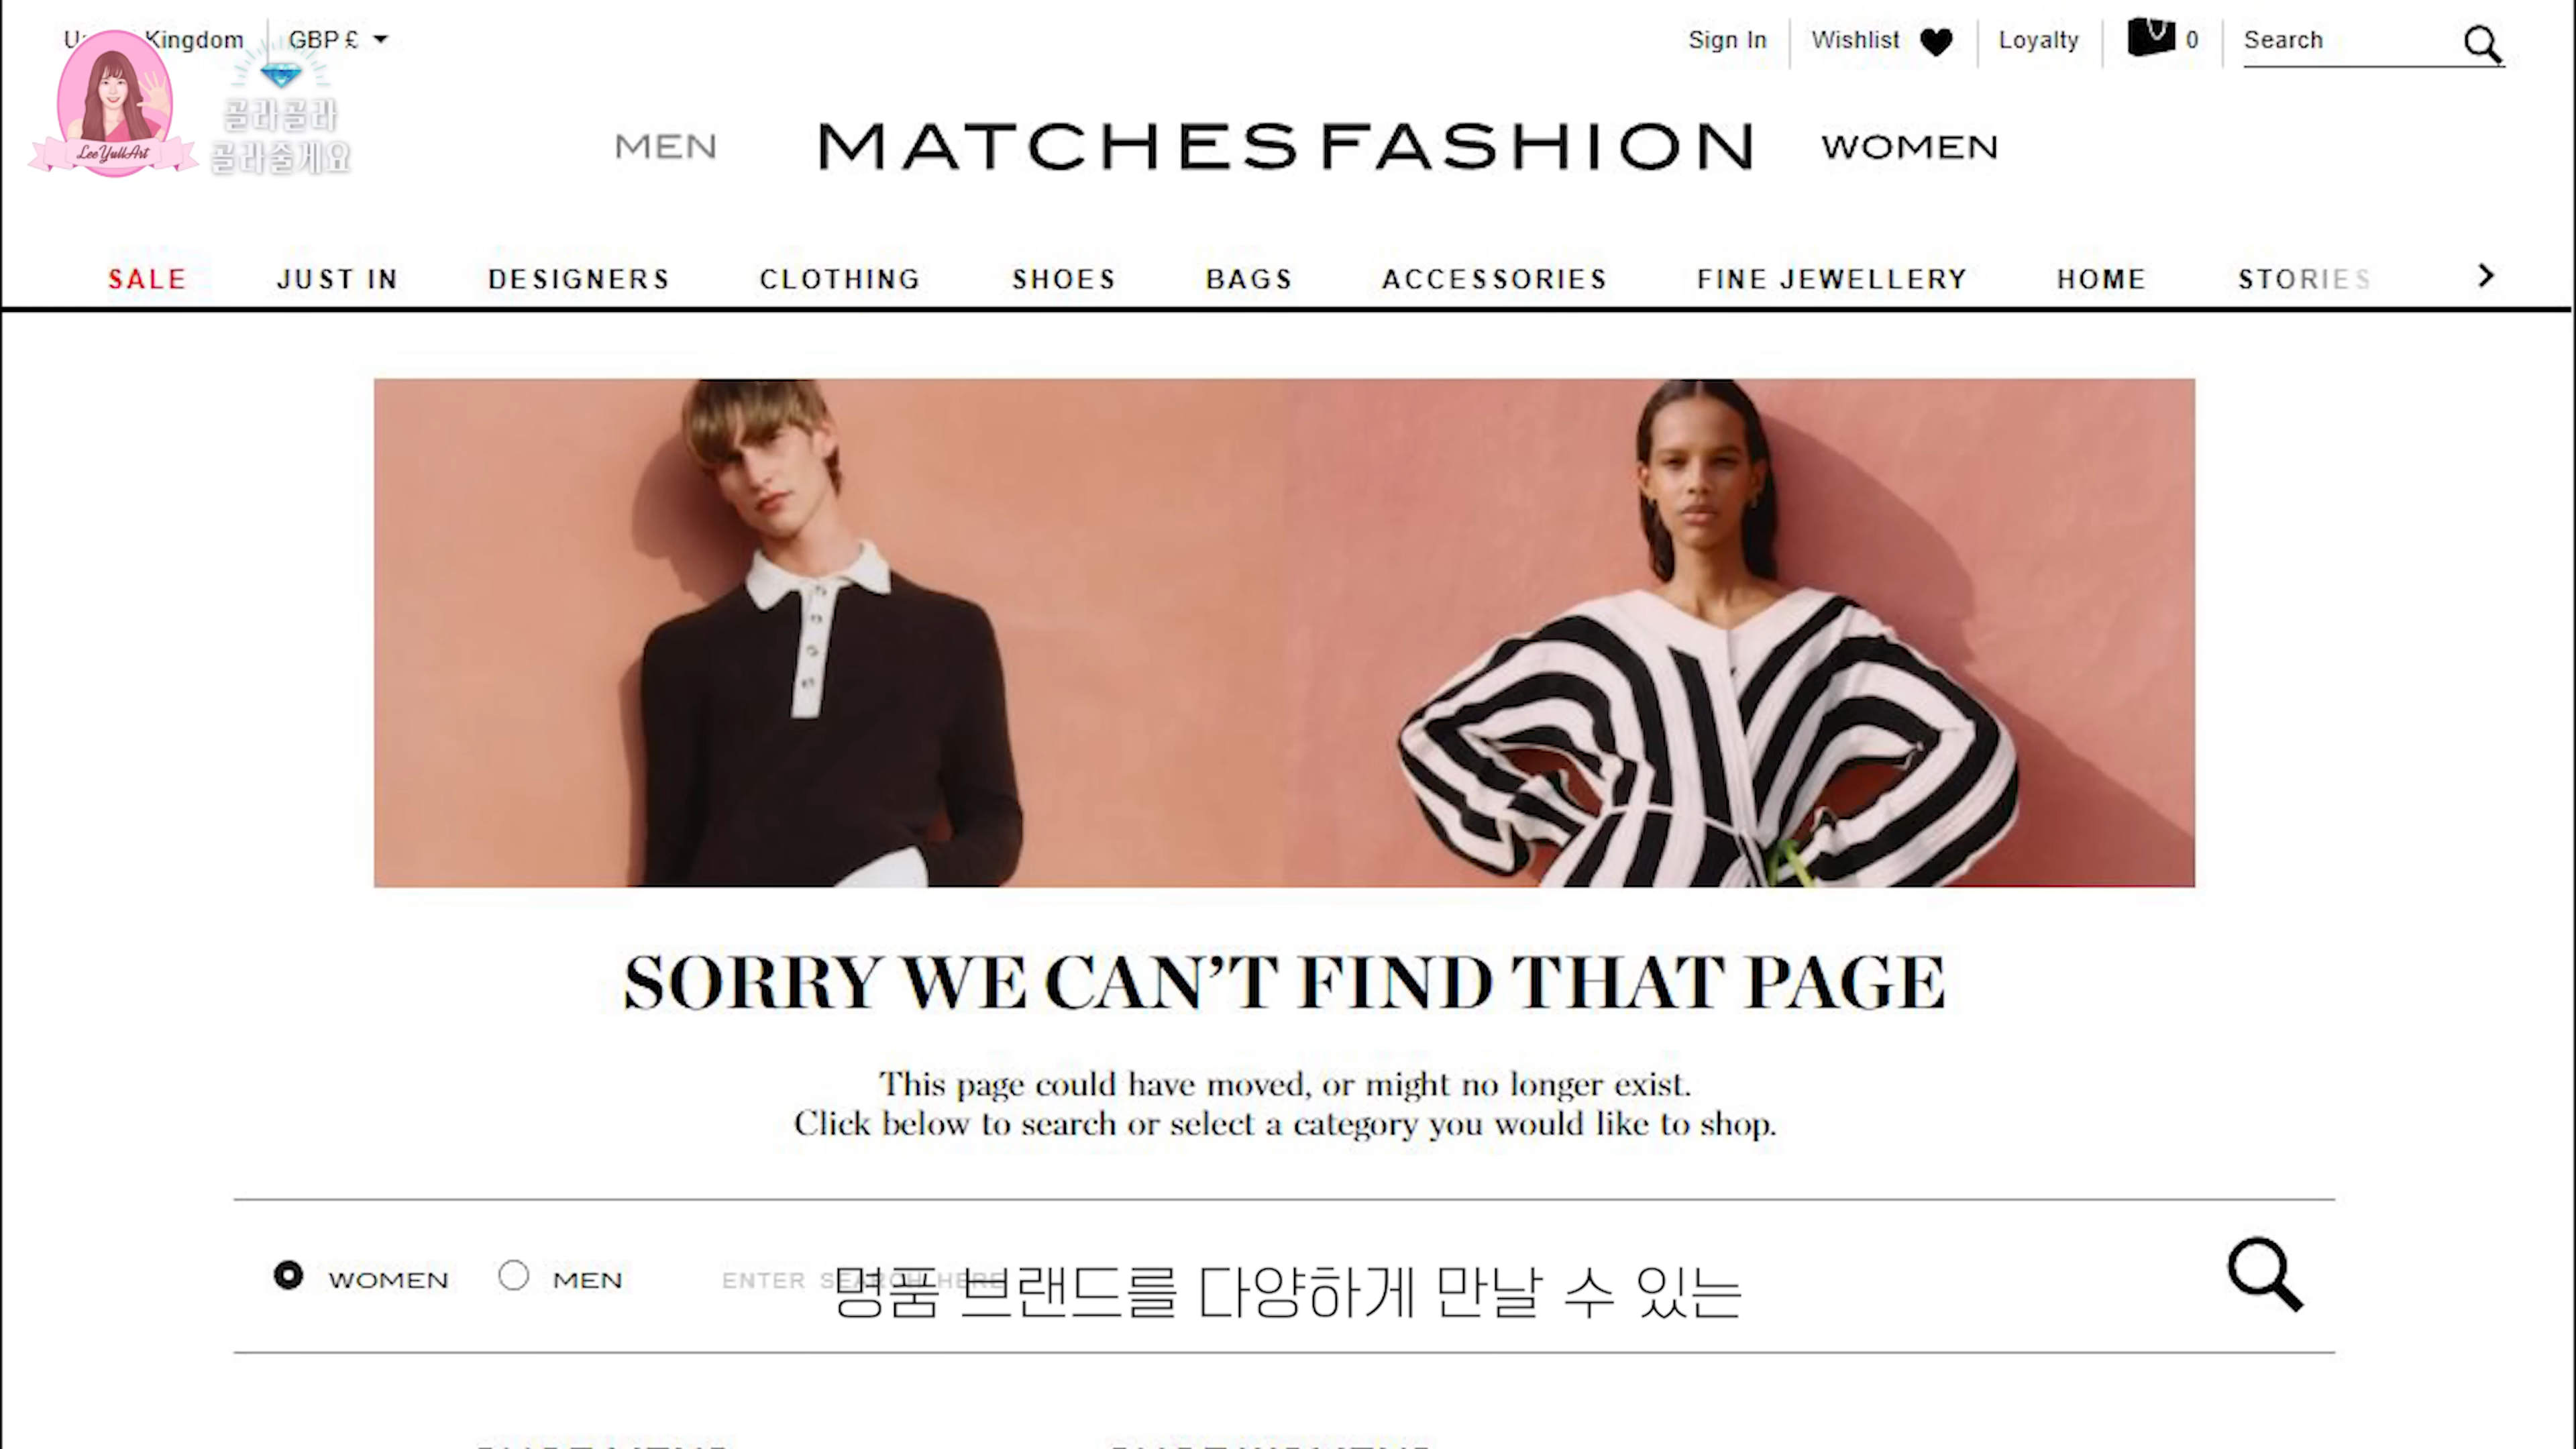 Kingdom GBP £
Sign In Wishlist Loyalty 0 Search
LeeYullArt
골라골라
골라줄게요
MEN MATCHESFASHION WOMEN
SALE JUST IN DESIGNERS CLOTHING SHOES BAGS ACCESSORIES FINE JEWELLERY HOME STORIES
SORRY WE CAN'T FIND THAT PAGE
This page could have moved, or might no longer exist.
Click below to search or select a category you would like to shop.
WOMEN MEN ENTER SEARCH HERE
명품 브랜드를 다양하게 만날 수 있는